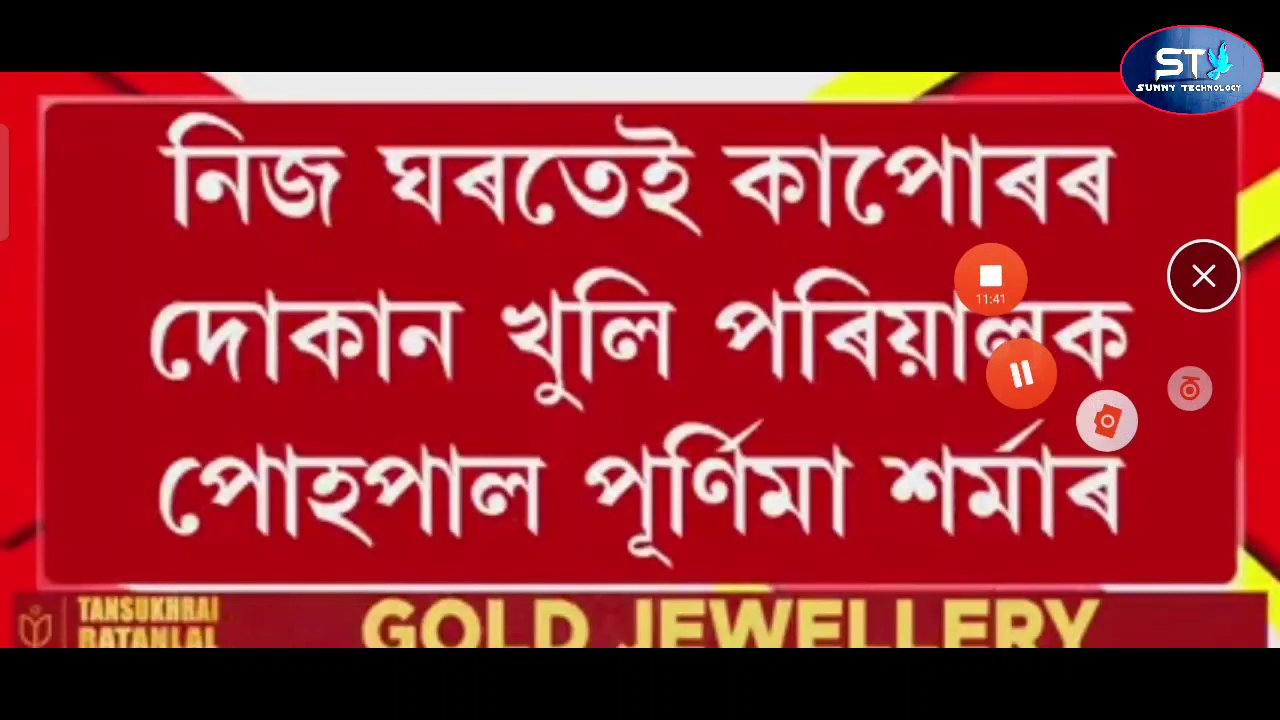 ST
SUNNY TECHNOLOGY
নিজ ঘৰতেই কাপোৰৰ
দোকান খুলি পৰিয়ালক
11:41
পোহপাল পূৰ্ণিমা শৰ্মাৰ
TANSUKHRAI
RATANLAL
GOLD JEWELLERY